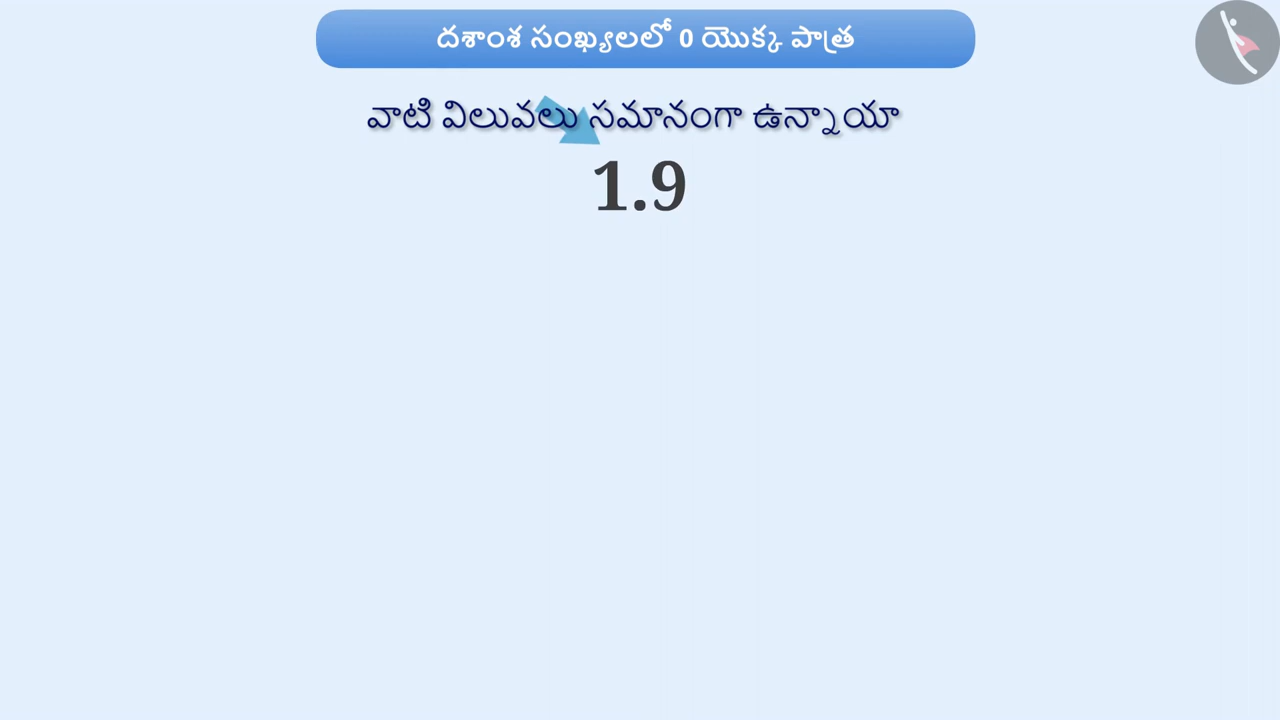 దశాంశ సంఖ్యలలో 0 యొక్క పాత్ర
వాటి విలువలు సమానంగా ఉన్నాయా
1.9